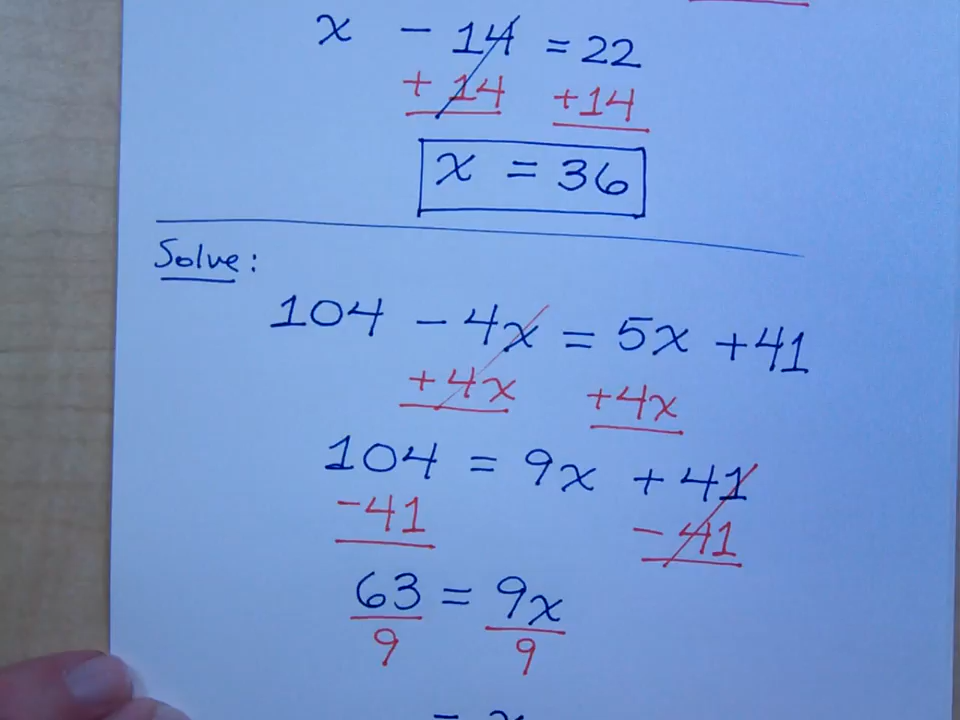 x - 14 = 22
+ 14 +14
x = 36
Solve:
104 - 4x = 5x +41
+4x +4x
104 = 9x + 41
-41 -41
63 = 9x
9 9
= x